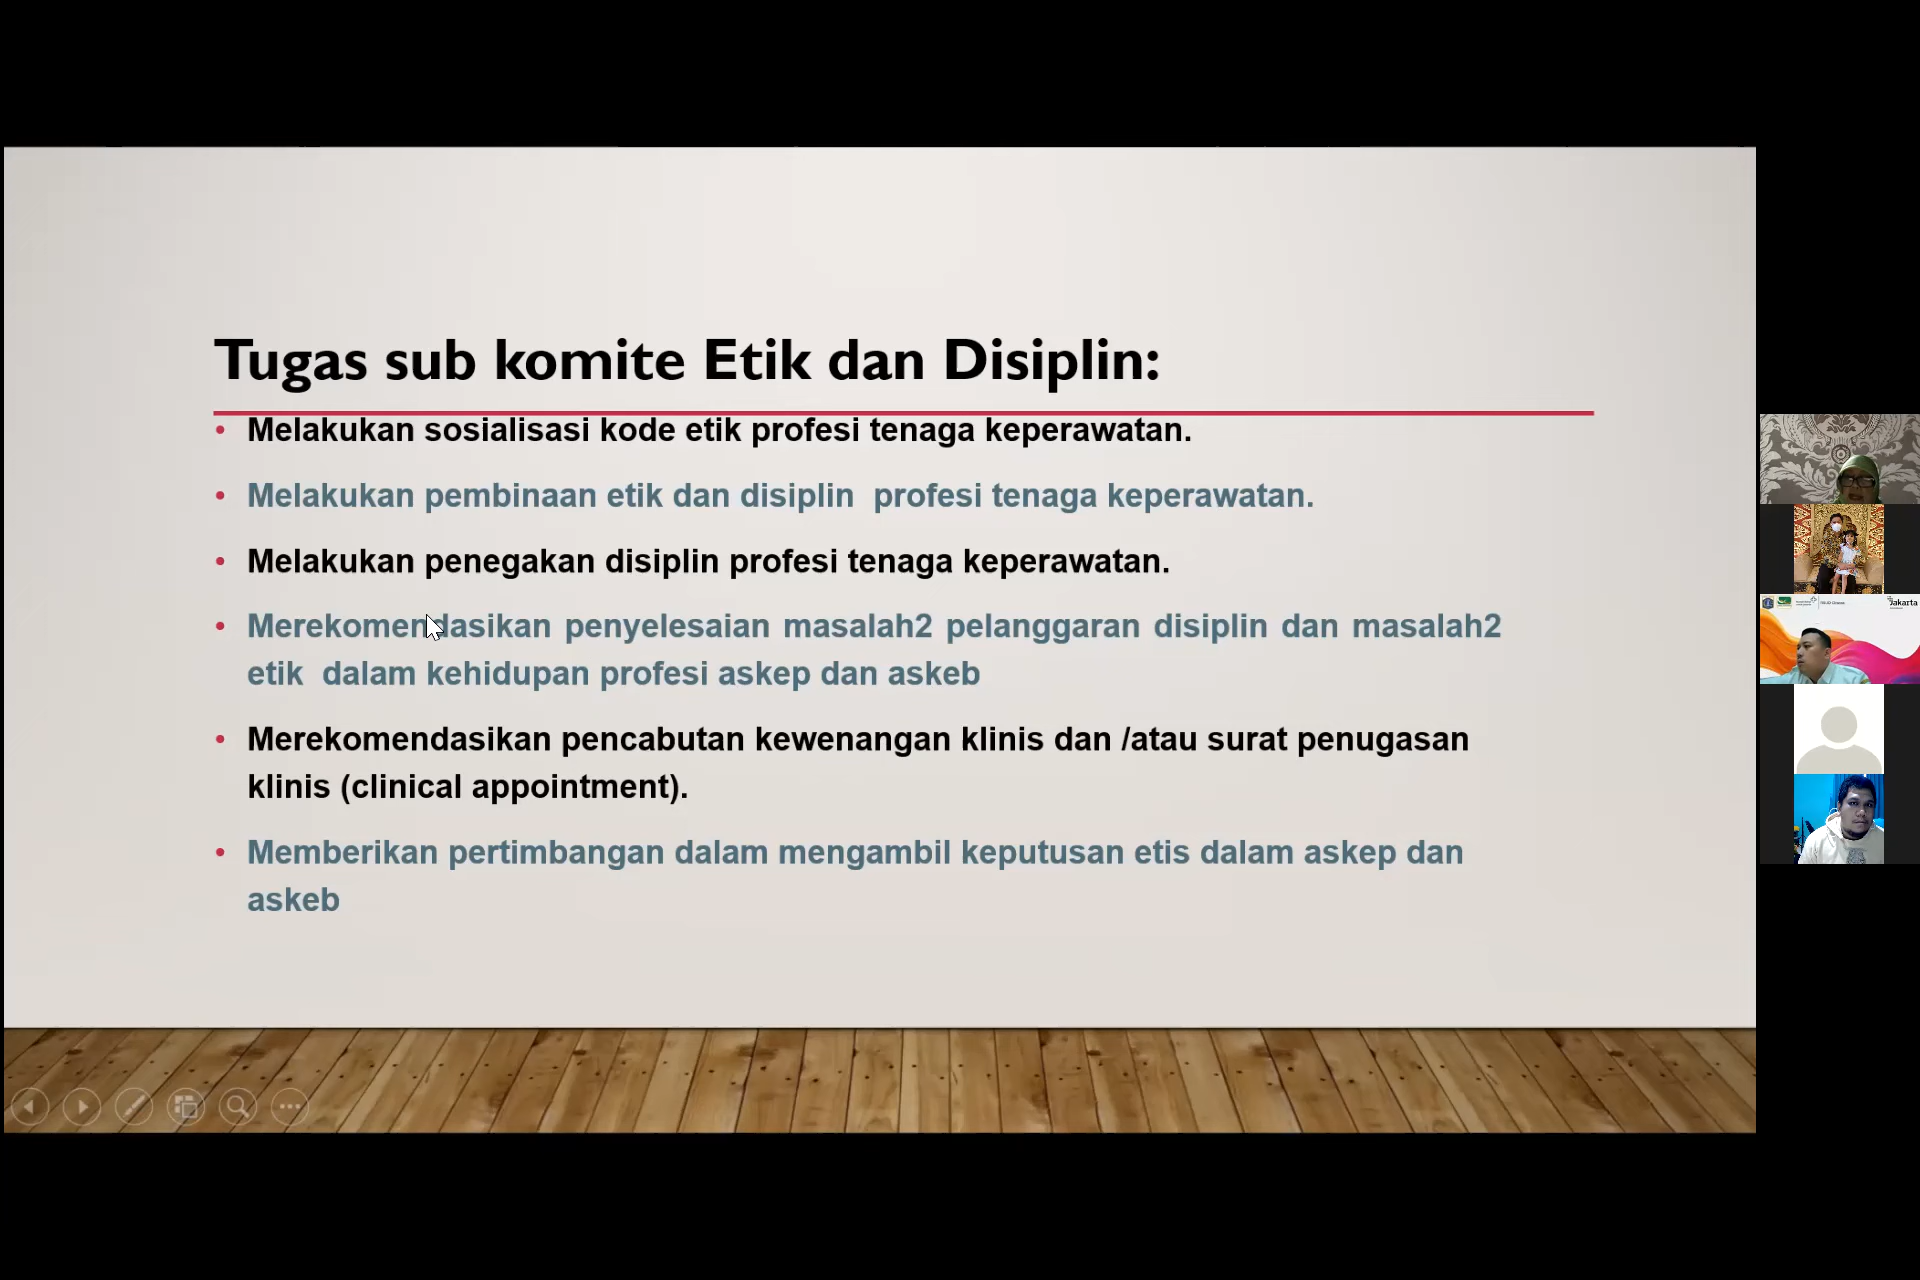 Tugas sub komite Etik dan Disiplin:
• Melakukan sosialisasi kode etik profesi tenaga keperawatan.
• Melakukan pembinaan etik dan disiplin  profesi tenaga keperawatan.
• Melakukan penegakan disiplin profesi tenaga keperawatan.
• Merekomendasikan penyelesaian masalah2 pelanggaran disiplin dan masalah2
etik  dalam kehidupan profesi askep dan askeb
• Merekomendasikan pencabutan kewenangan klinis dan /atau surat penugasan
klinis (clinical appointment).
• Memberikan pertimbangan dalam mengambil keputusan etis dalam askep dan
askeb
Jakarta